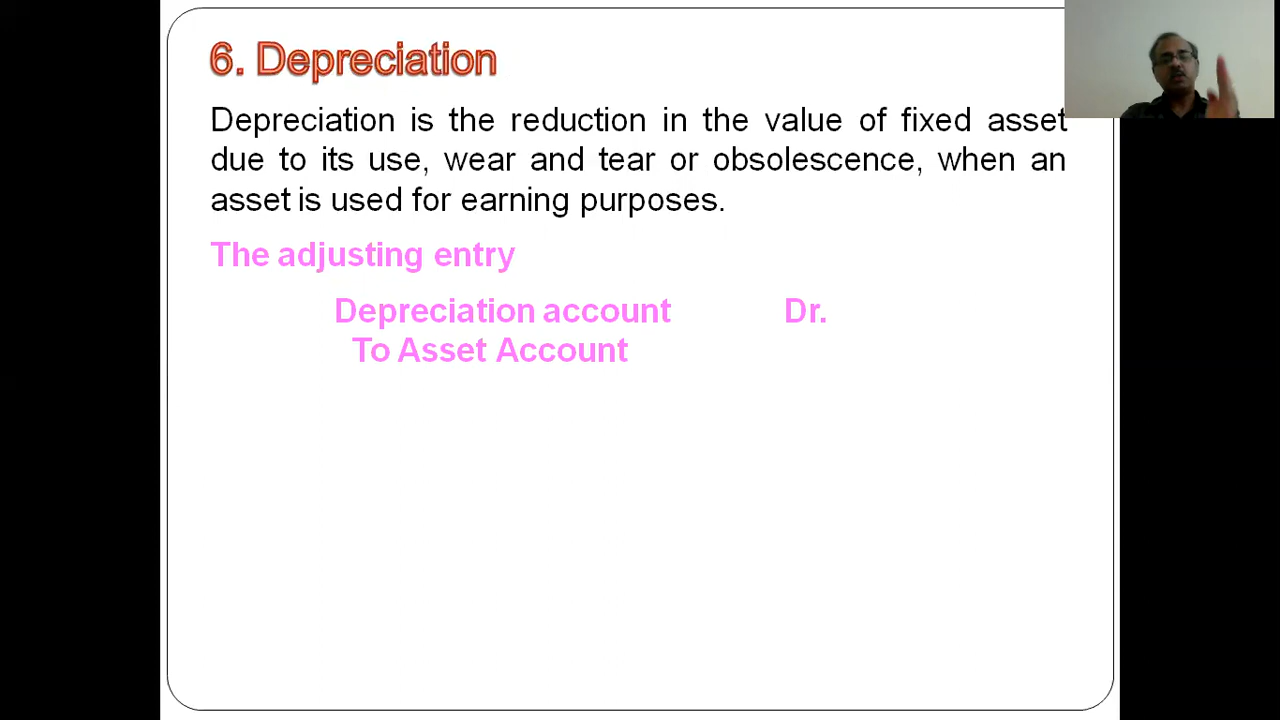 6. Depreciation
Depreciation is the reduction in the value of fixed asset
due to its use, wear and tear or obsolescence, when an
asset is used for earning purposes.
The adjusting entry
Depreciation account Dr.
To Asset Account